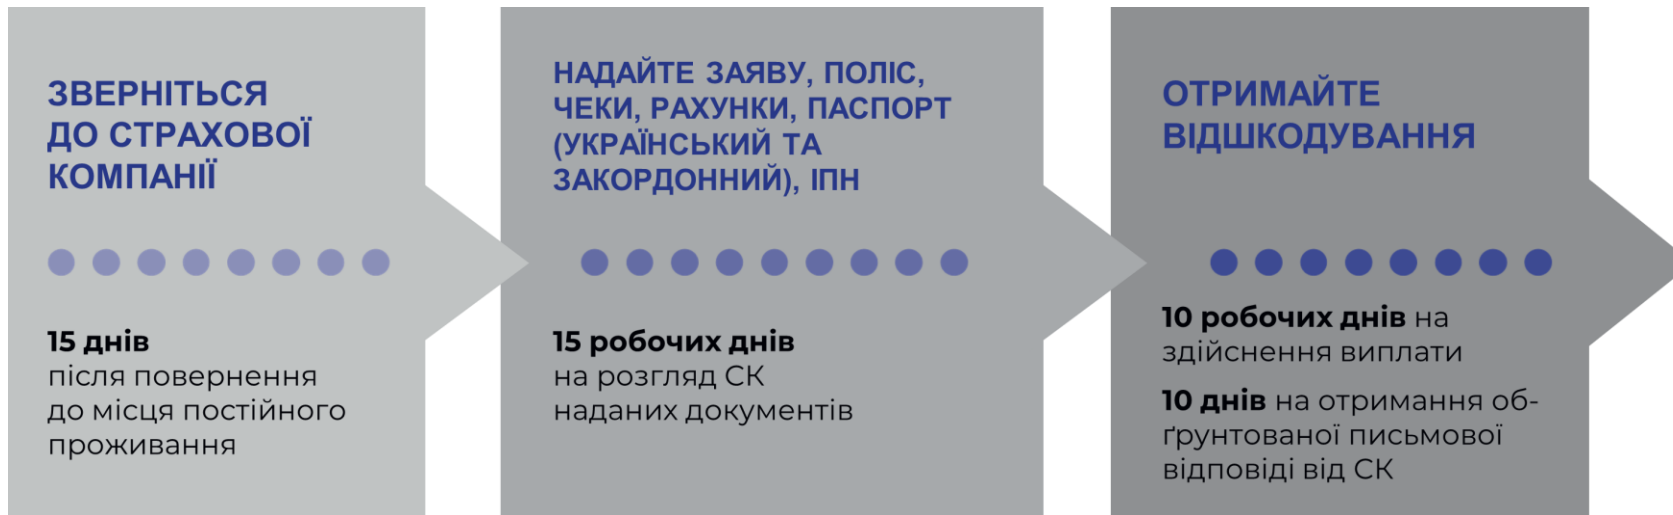 ЗВЕРНІТЬСЯ
ДО СТРАХОВОЇ
КОМПАНІЇ
15 днів
після повернення
до місця постійного
проживання
НАДАЙТЕ ЗАЯВУ, ПОЛІС,
ЧЕКИ, РАХУНКИ, ПАСПОРТ
(УКРАЇНСЬКИЙ ТА
ЗАКОРДОННИЙ), ІПН
15 робочих днів
на розгляд СК
наданих документів
ОТРИМАЙТЕ
ВІДШКОДУВАННЯ
10 робочих днів на
здійснення виплати
10 днів на отримання об-
ґрунтованої письмової
відповіді від СК